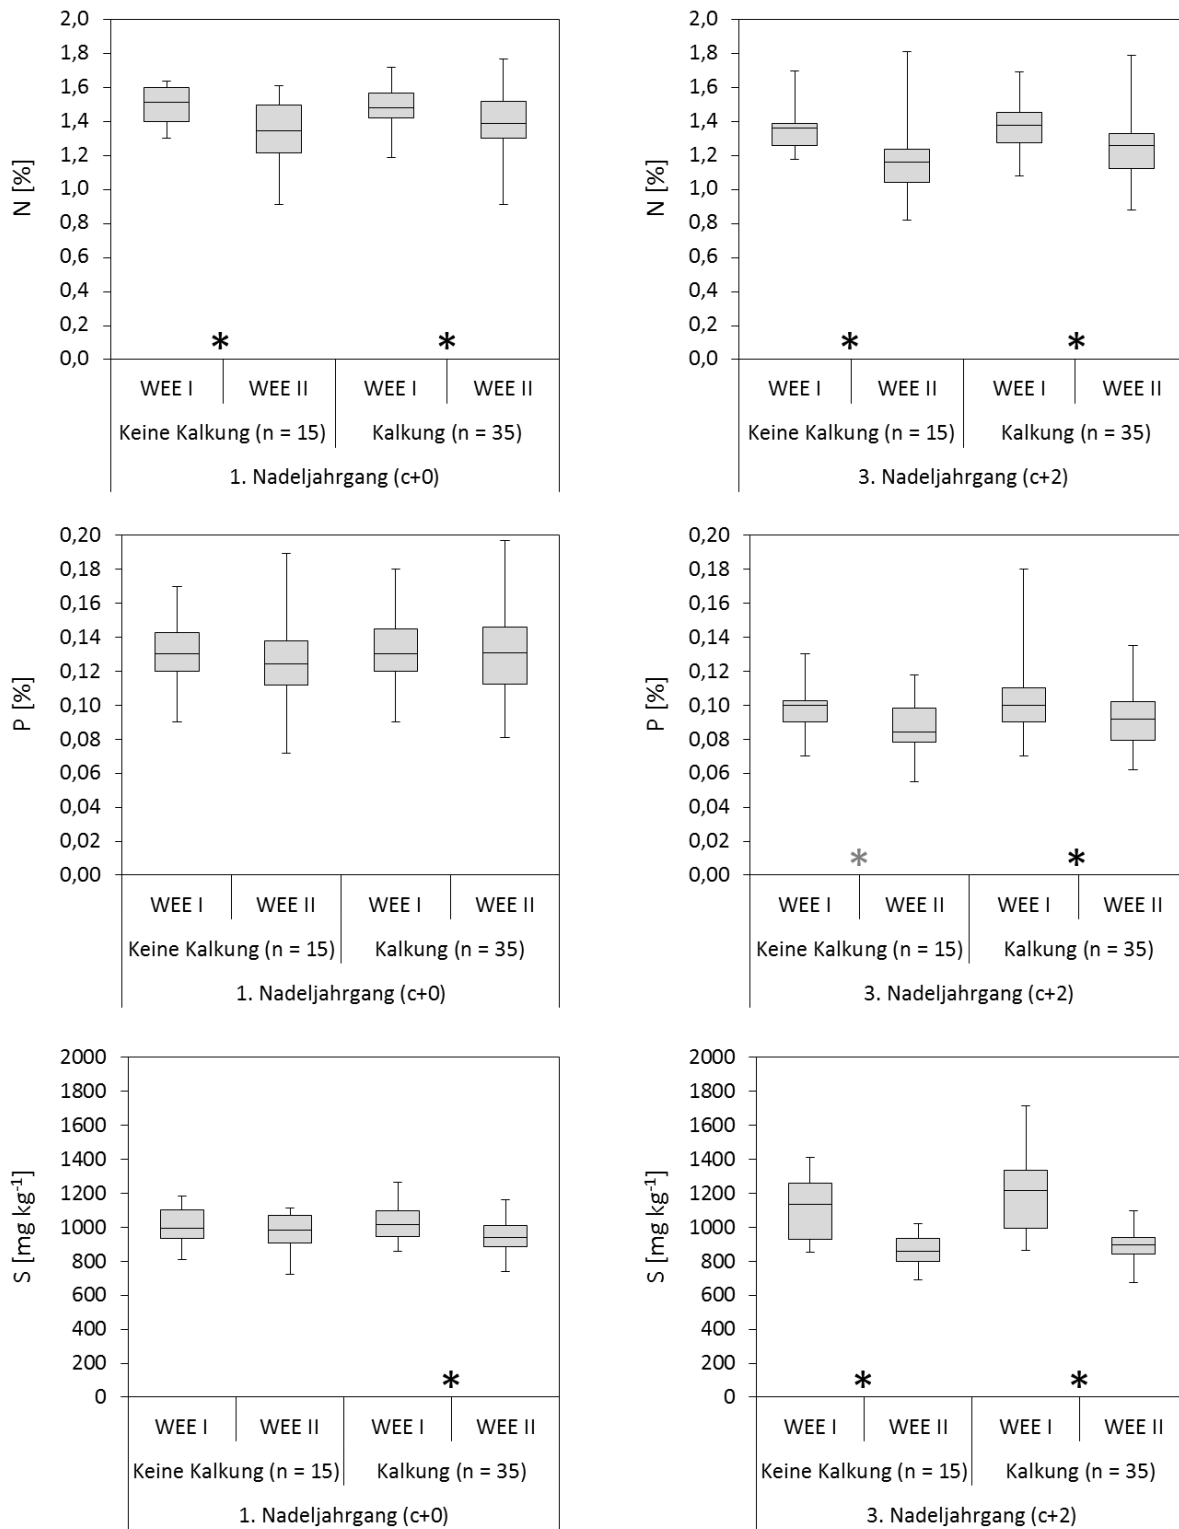 N [%]
2,0
1,8
1,6
1,4
1,2
1,0
0,8
0,6
0,4
0,2
0,0
* *
WEE I WEE II WEE I WEE II
Keine Kalkung (n = 15) Kalkung (n = 35)
1. Nadeljahrgang (c+0)
N [%]
2,0
1,8
1,6
1,4
1,2
1,0
0,8
0,6
0,4
0,2
0,0
* *
WEE I WEE II WEE I WEE II
Keine Kalkung (n = 15) Kalkung (n = 35)
3. Nadeljahrgang (c+2)
P [%]
0,20
0,18
0,16
0,14
0,12
0,10
0,08
0,06
0,04
0,02
0,00
WEE I WEE II WEE I WEE II
Keine Kalkung (n = 15) Kalkung (n = 35)
1. Nadeljahrgang (c+0)
P [%]
0,20
0,18
0,16
0,14
0,12
0,10
0,08
0,06
0,04
0,02
0,00
* *
WEE I WEE II WEE I WEE II
Keine Kalkung (n = 15) Kalkung (n = 35)
3. Nadeljahrgang (c+2)
S [mg kg⁻¹]
2000
1800
1600
1400
1200
1000
800
600
400
200
0
*
WEE I WEE II WEE I WEE II
Keine Kalkung (n = 15) Kalkung (n = 35)
1. Nadeljahrgang (c+0)
S [mg kg⁻¹]
2000
1800
1600
1400
1200
1000
800
600
400
200
0
* *
WEE I WEE II WEE I WEE II
Keine Kalkung (n = 15) Kalkung (n = 35)
3. Nadeljahrgang (c+2)